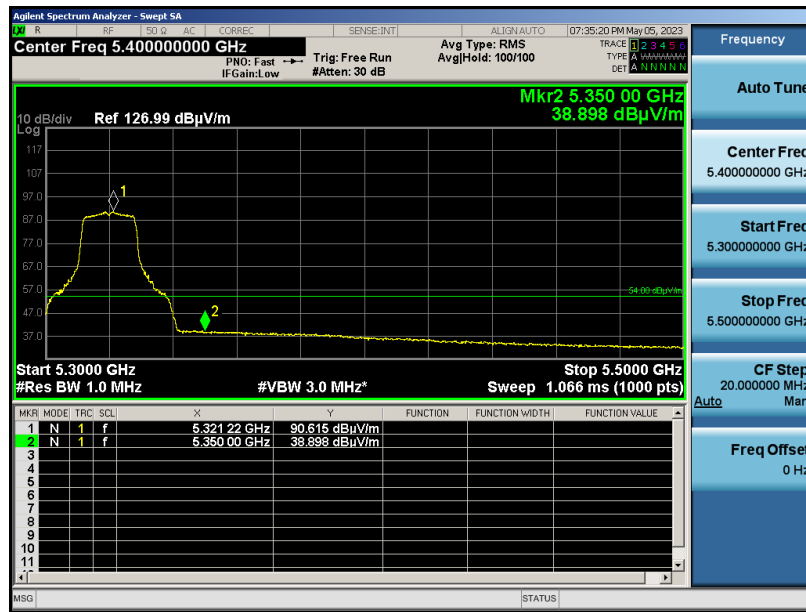 Agilent Spectrum Analyzer - Swept SA
R RF 50 Ω AC CORREC SENSE:INT ALIGN AUTO 07:35:20 PM May 05, 2023
Center Freq 5.400000000 GHz
PNO: Fast
IFGain:Low
Trig: Free Run
#Atten: 30 dB
Avg Type: RMS
Avg|Hold: 100/100
TRACE 1 2 3 4 5 6
TYPE A WWWWW
DET A N N N N N
Mkr2 5.350 00 GHz
38.898 dBµV/m
10 dB/div Ref 126.99 dBµV/m
Log
117
107
97.0
87.0
77.0
67.0
57.0
47.0
37.0
1
2
54.00 dBµV/m
Start 5.3000 GHz Stop 5.5000 GHz
#Res BW 1.0 MHz #VBW 3.0 MHz* Sweep 1.066 ms (1000 pts)
MKR MODE TRC SCL X Y FUNCTION FUNCTION WIDTH FUNCTION VALUE
1 N 1 f 5.321 22 GHz 90.615 dBµV/m
2 N 1 f 5.350 00 GHz 38.898 dBµV/m
3
4
5
6
7
8
9
10
11
MSG STATUS
Frequency
Auto Tune
Center Freq
5.400000000 GHz
Start Freq
5.300000000 GHz
Stop Freq
5.500000000 GHz
CF Step
20.000000 MHz
Auto Man
Freq Offset
0 Hz